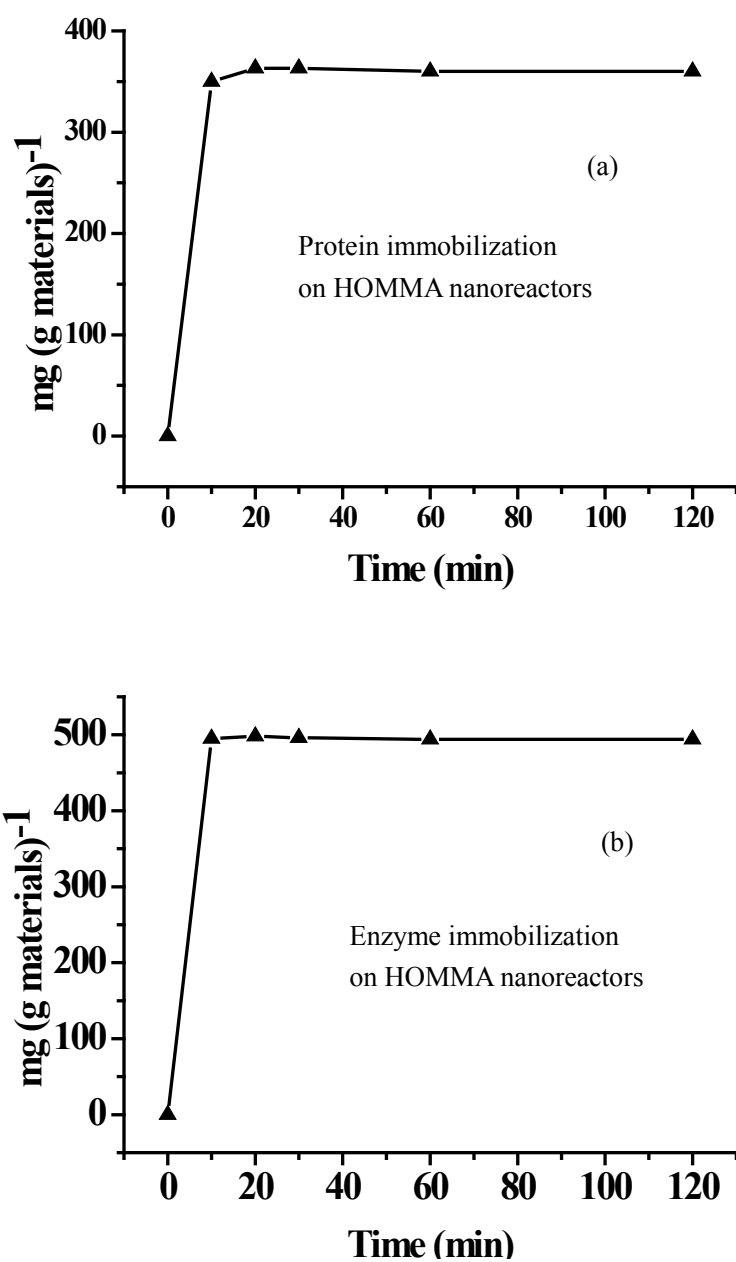 400
300
200
100
0
mg (g materials)-1
(a)
Protein immobilization
on HOMMA nanoreactors
0 20 40 60 80 100 120
Time (min)
500
400
300
200
100
0
mg (g materials)-1
(b)
Enzyme immobilization
on HOMMA nanoreactors
0 20 40 60 80 100 120
Time (min)